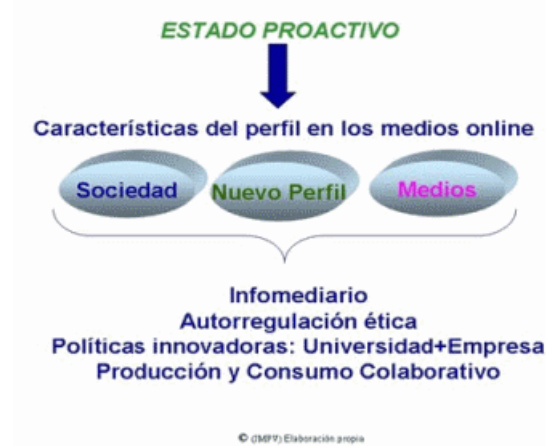 ESTADO PROACTIVO
Características del perfil en los medios online
Sociedad
Nuevo Perfil
Medios
Infomediario
Autorregulación ética
Políticas innovadoras: Universidad+Empresa
Producción y Consumo Colaborativo
© (JMPV) Elaboración propia